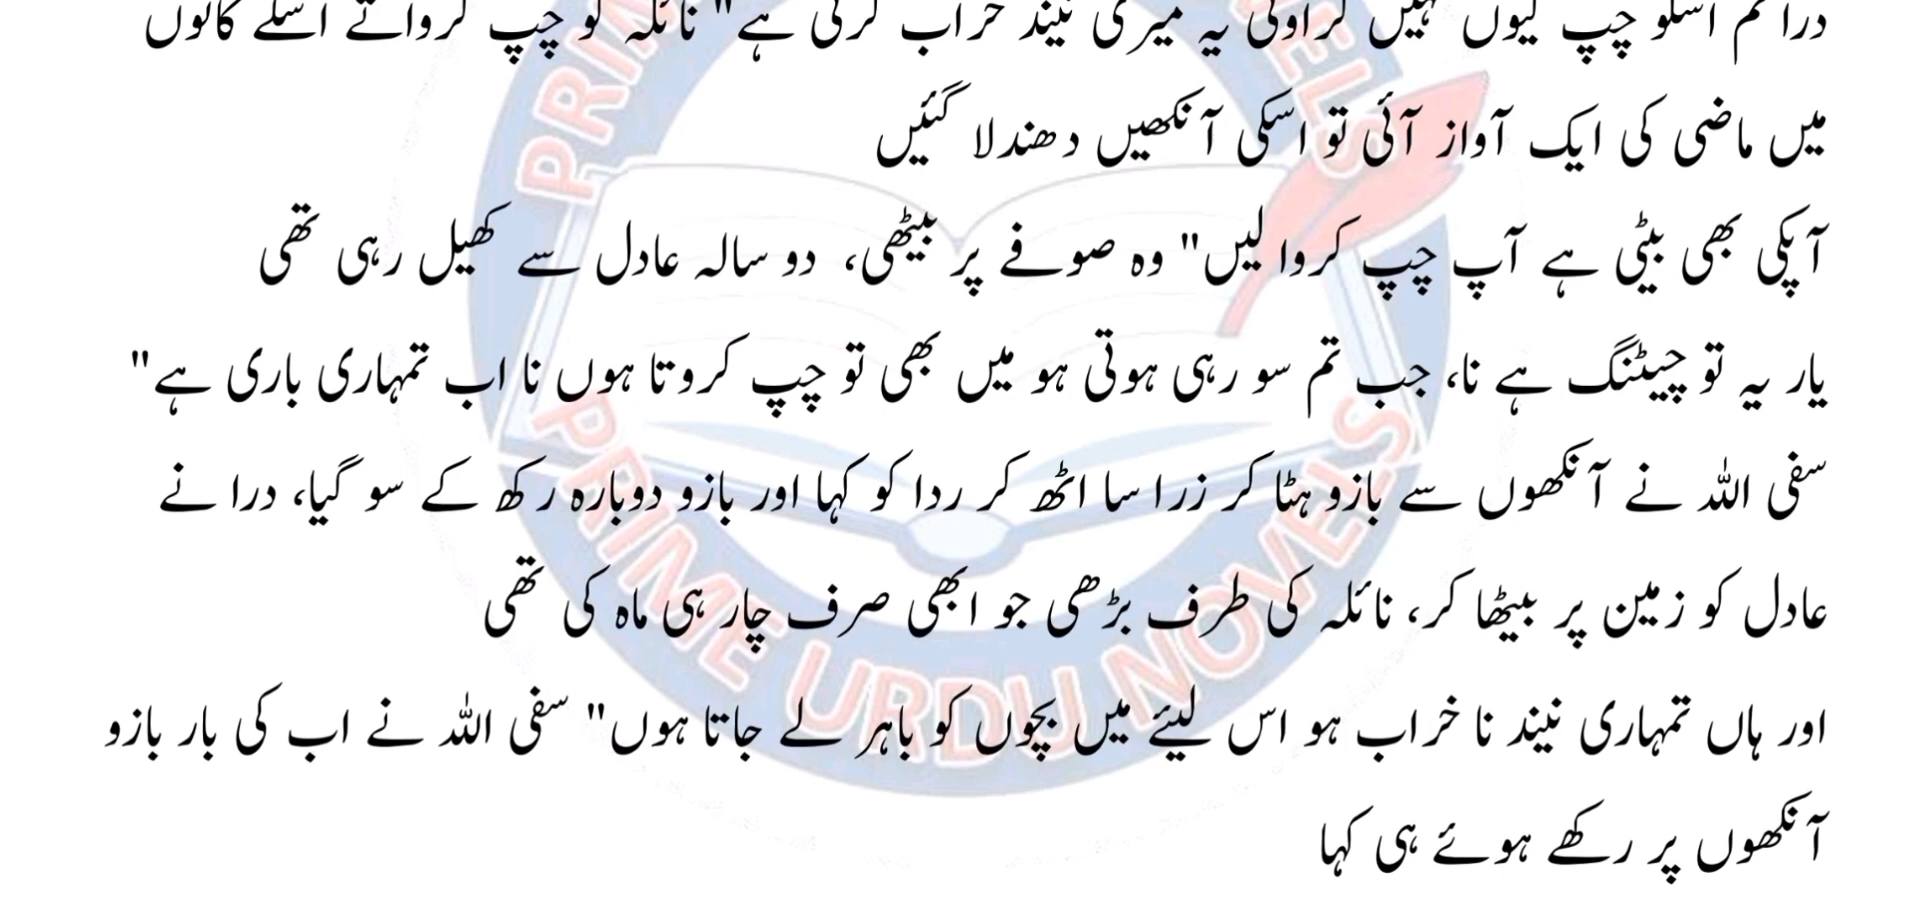 درا تم اسکو چپ کیوں نہیں کراوتی یہ میری نیند خراب کرتی ہے" نائلہ کو چپ کرواتے اسکے کانوں
میں ماضی کی ایک آواز آئی تو اسکی آنکھیں دھندلا گئیں
آپکی بھی بیٹی ہے آپ چپ کروا لیں" وہ صوفے پر بیٹھی، دو سالہ عادل سے کھیل رہی تھی
یار یہ تو چیٹنگ ہے نا، جب تم سو رہی ہوتی ہو میں بھی تو چپ کروتا ہوں نا اب تمہاری باری ہے"
سفی اللہ نے آنکھوں سے بازو ہٹا کر زرا سا اٹھ کر ردا کو کہا اور بازو دوبارہ رکھ کے سو گیا، درا نے
عادل کو زمین پر بیٹھا کر، نائلہ کی طرف بڑھی جو ابھی صرف چار ہی ماہ کی تھی
اور ہاں تمہاری نیند نا خراب ہو اس لیئے میں بچوں کو باہر لے جاتا ہوں" سفی اللہ نے اب کی بار بازو
آنکھوں پر رکھے ہوئے ہی کہا
PRIME URDU NOVELS